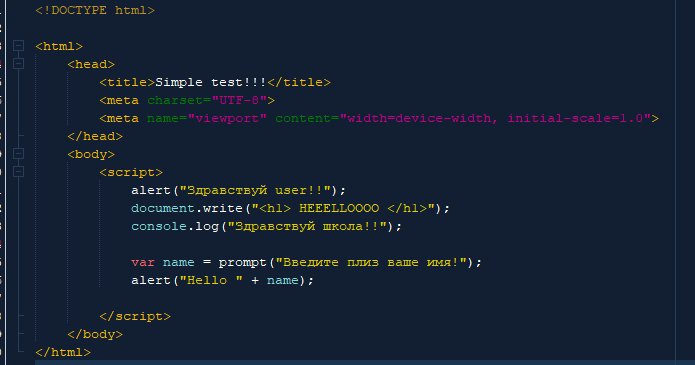 <!DOCTYPE html>
<html>
<head>
<title>Simple test!!!</title>
<meta charset="UTF-8">
<meta name="viewport" content="width=device-width, initial-scale=1.0">
</head>
<body>
<script>
alert("Здравствуй user!!");
document.write("<h1> HEEELLOOOO </h1>");
console.log("Здравствуй школа!!");
var name = prompt("Введите плиз ваше имя!");
alert("Hello " + name);
</script>
</body>
</html>